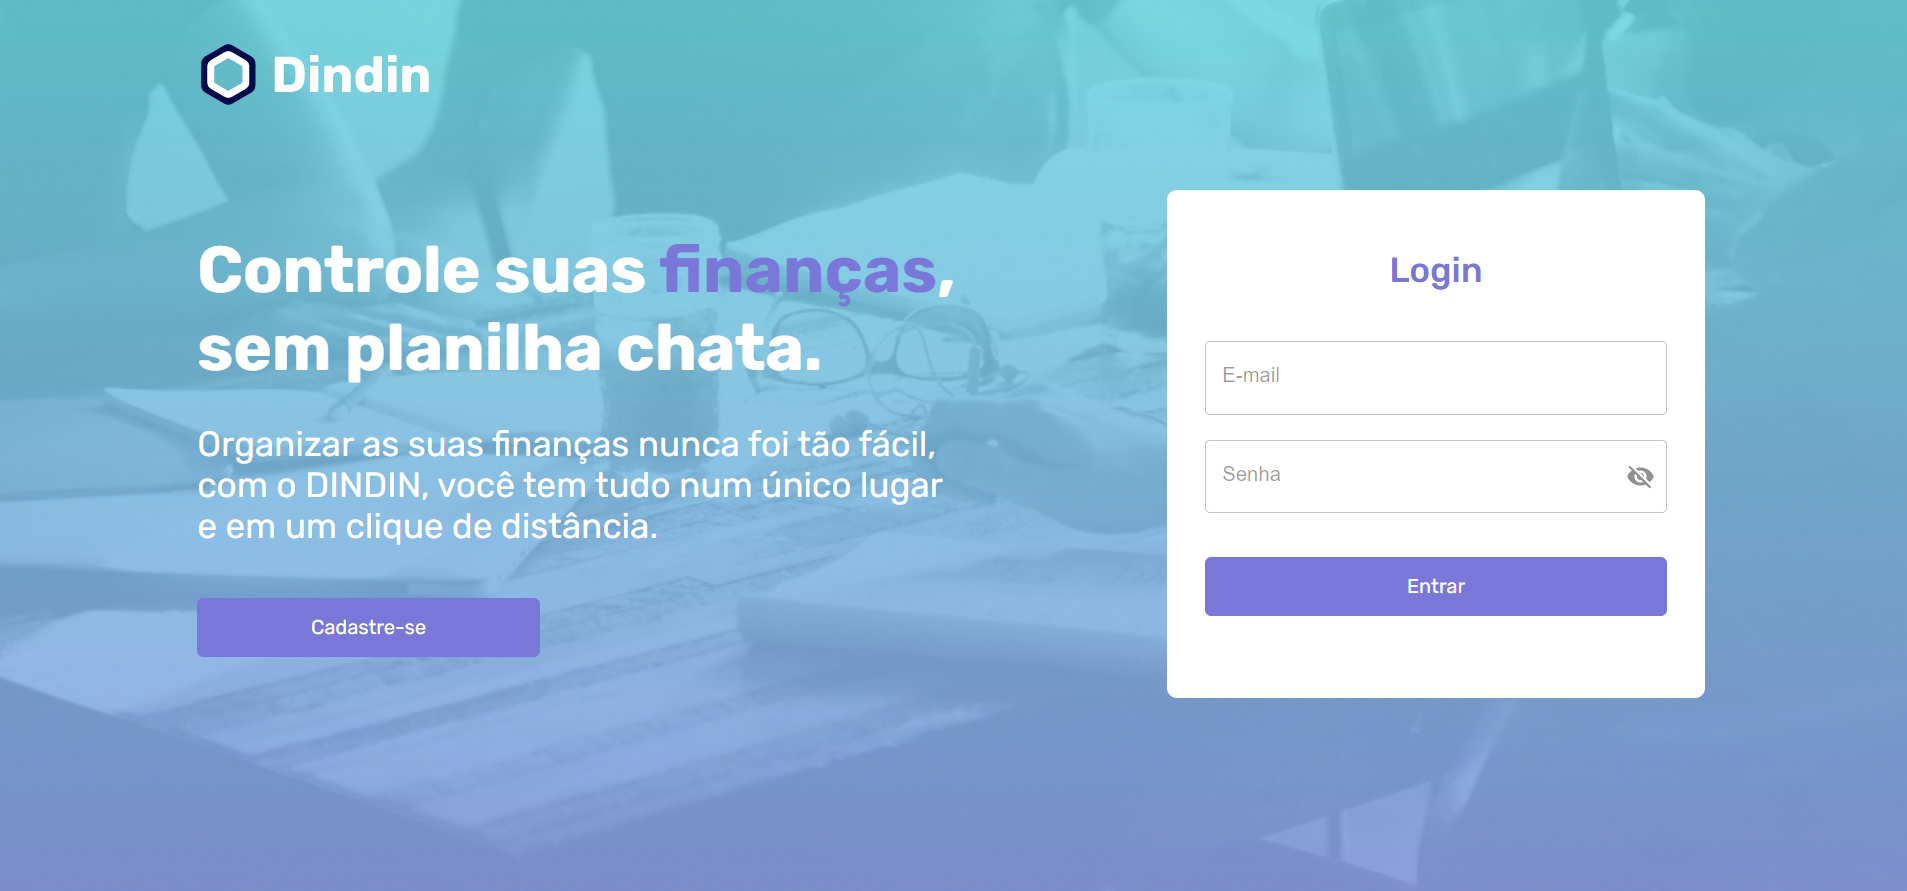 Dindin
Controle suas finanças,
sem planilha chata.
Organizar as suas finanças nunca foi tão fácil,
com o DINDIN, você tem tudo num único lugar
e em um clique de distância.
Cadastre-se
Login
E-mail
Senha
Entrar